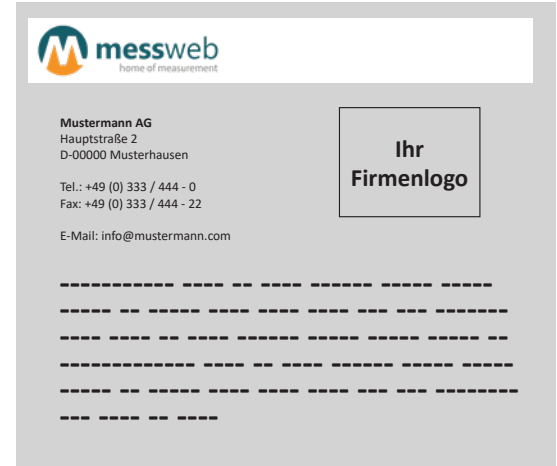 messweb
home of measurement
Mustermann AG
Hauptstraße 2
D-00000 Musterhausen
Tel.: +49 (0) 333 / 444 - 0
Fax: +49 (0) 333 / 444 - 22
E-Mail: info@mustermann.com
Ihr
Firmenlogo